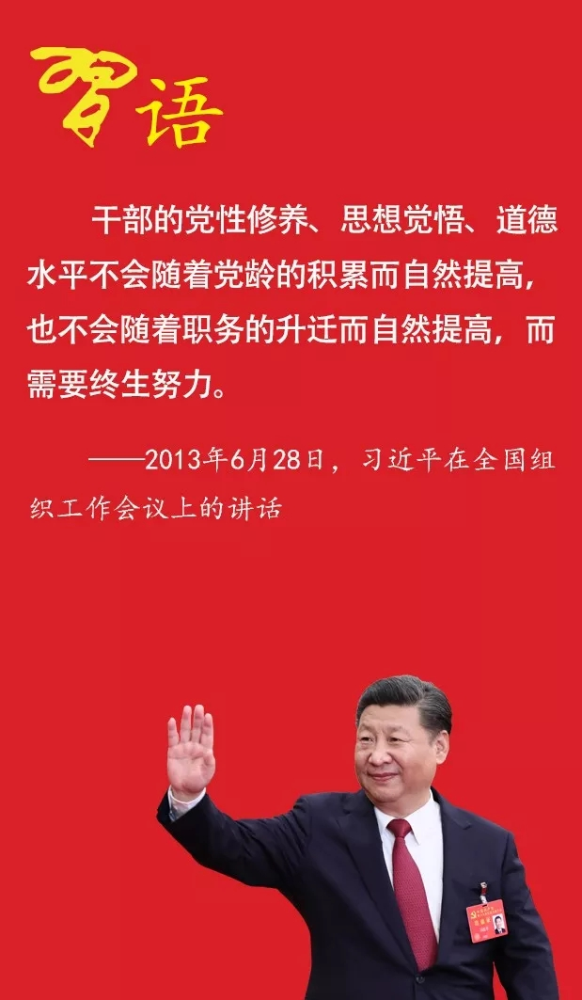 習语
干部的党性修养、思想觉悟、道德
水平不会随着党龄的积累而自然提高，
也不会随着职务的升迁而自然提高，而
需要终生努力。
——2013年6月28日，习近平在全国组
织工作会议上的讲话